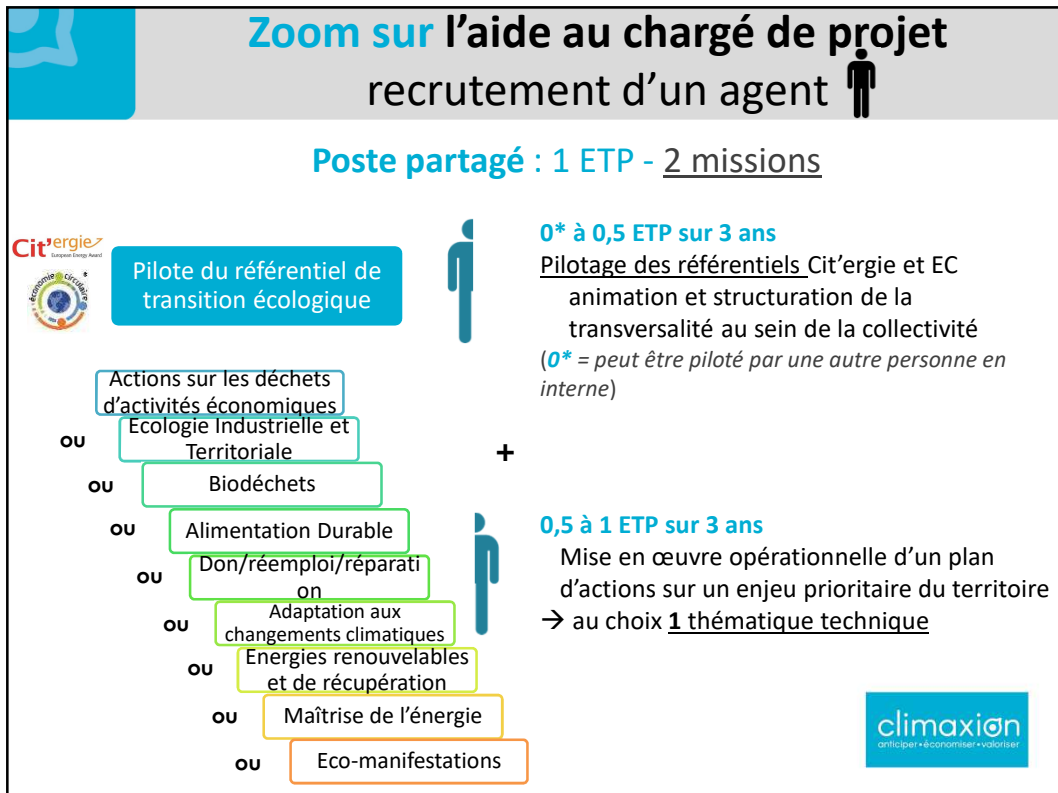 Zoom sur l'aide au chargé de projet
recrutement d'un agent
Poste partagé : 1 ETP - 2 missions
Cit'ergie
European Energy Award
économie circulaire
Pilote du référentiel de
transition écologique
0* à 0,5 ETP sur 3 ans
Pilotage des référentiels Cit'ergie et EC
animation et structuration de la
transversalité au sein de la collectivité
(0* = peut être piloté par une autre personne en
interne)
Actions sur les déchets
d'activités économiques
OU
Ecologie Industrielle et
Territoriale
+
OU
Biodéchets
OU
Alimentation Durable
OU
Don/réemploi/réparati
on
OU
Adaptation aux
changements climatiques
OU
Energies renouvelables
et de récupération
OU
Maîtrise de l'énergie
OU
Eco-manifestations
0,5 à 1 ETP sur 3 ans
Mise en œuvre opérationnelle d'un plan
d'actions sur un enjeu prioritaire du territoire
→ au choix 1 thématique technique
climaxion
anticiper • économiser • valoriser